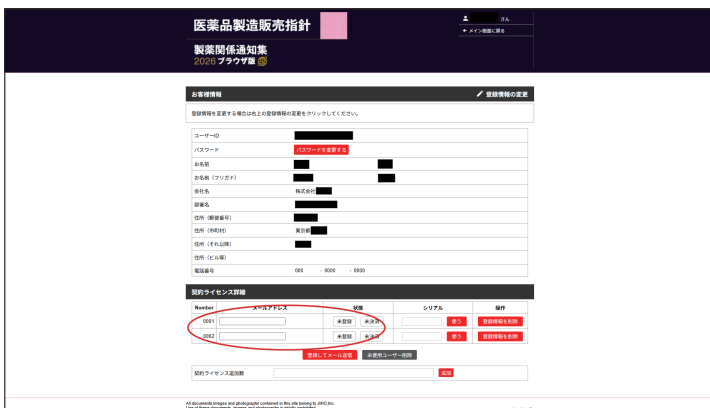 医薬品製造販売指針
製薬関係通知集
2026 ブラウザ版
さん
メイン画面に戻る
お客様情報
登録情報の変更
登録情報を変更する場合は右上の登録情報の変更をクリックしてください。
ユーザーID
パスワード パスワードを変更する
お名前
お名前（フリガナ）
会社名 株式会社
部署名
住所（郵便番号）
住所（市町村） 東京都
住所（それ以降）
住所（ビル等）
電話番号 000 - 0000 - 0000
契約ライセンス詳細
Number メールアドレス 状態 シリアル 操作
0001 未登録 未決済 使う 登録情報を削除
0002 未登録 未決済 使う 登録情報を削除
登録してメール送信 未使用ユーザー削除
契約ライセンス追加数 追加
All documents,images and photographs contained in this site belong to JIHO,Inc.
Use of these documents, images and photographs is strictly prohibited.